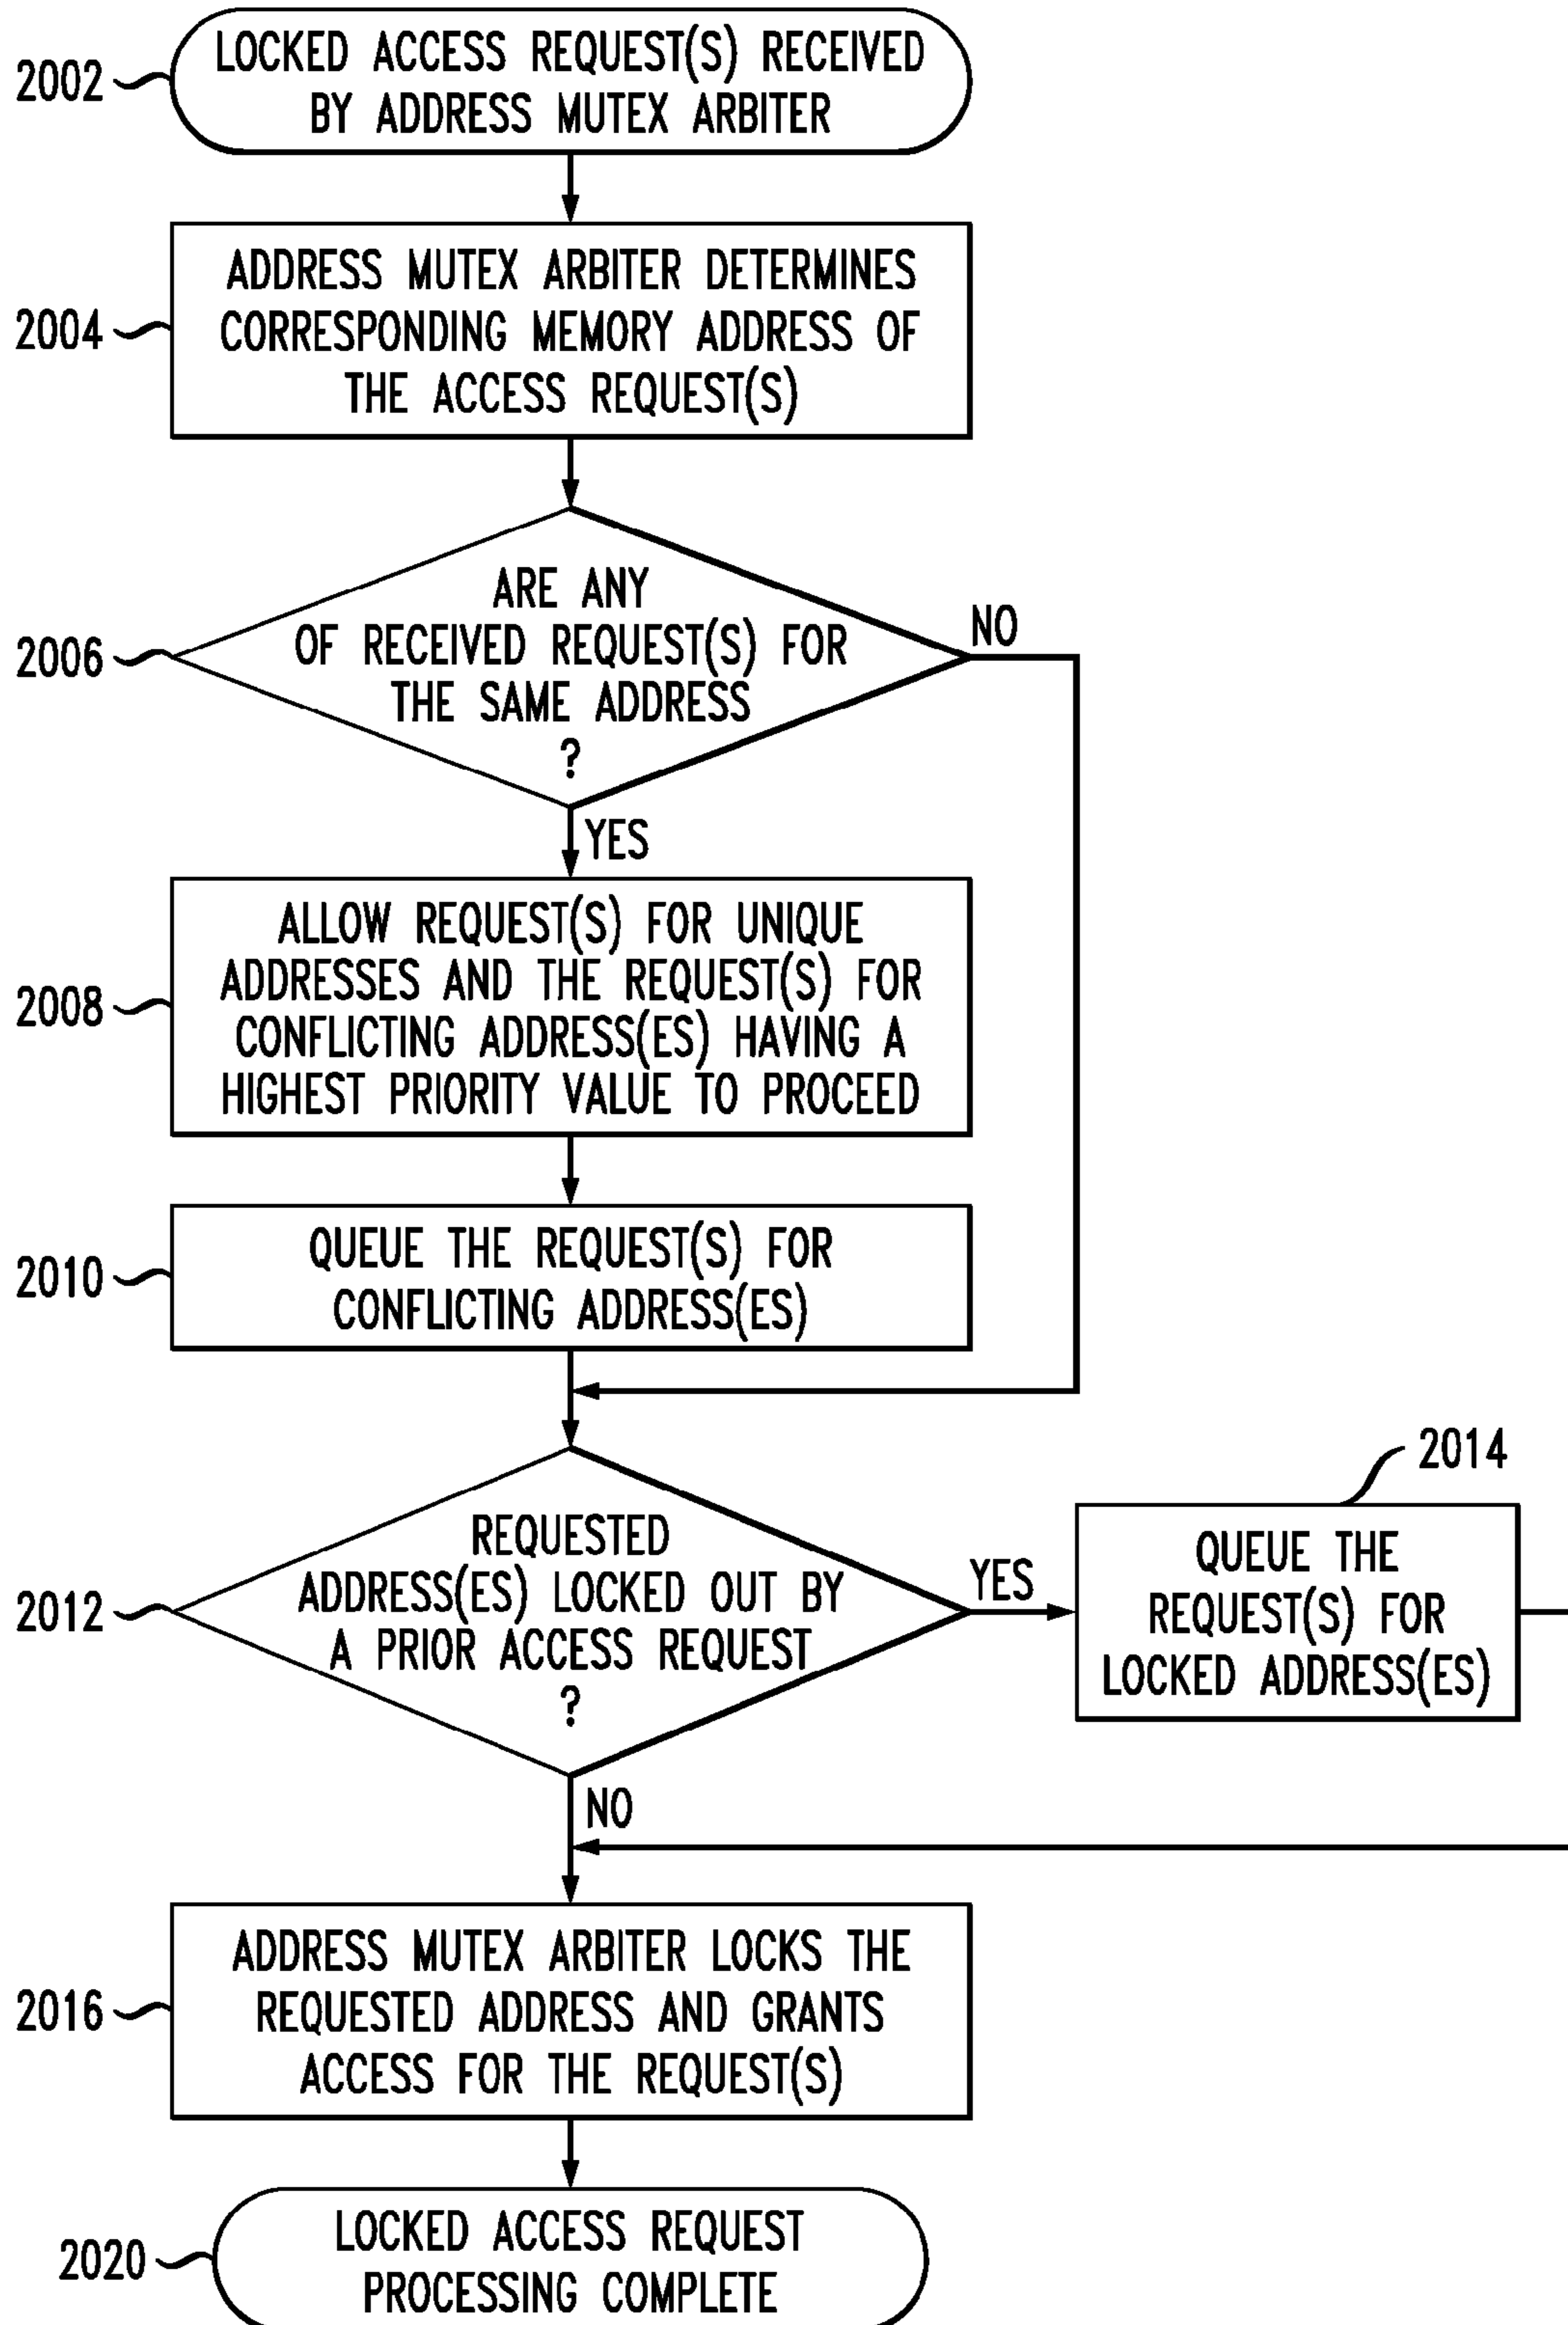 2002
LOCKED ACCESS REQUEST(S) RECEIVED
BY ADDRESS MUTEX ARBITER
2004
ADDRESS MUTEX ARBITER DETERMINES
CORRESPONDING MEMORY ADDRESS OF
THE ACCESS REQUEST(S)
2006
ARE ANY
OF RECEIVED REQUEST(S) FOR
THE SAME ADDRESS
?
NO
YES
2008
ALLOW REQUEST(S) FOR UNIQUE
ADDRESSES AND THE REQUEST(S) FOR
CONFLICTING ADDRESS(ES) HAVING A
HIGHEST PRIORITY VALUE TO PROCEED
2010
QUEUE THE REQUEST(S) FOR
CONFLICTING ADDRESS(ES)
2012
REQUESTED
ADDRESS(ES) LOCKED OUT BY
A PRIOR ACCESS REQUEST
?
YES
2014
QUEUE THE
REQUEST(S) FOR
LOCKED ADDRESS(ES)
NO
2016
ADDRESS MUTEX ARBITER LOCKS THE
REQUESTED ADDRESS AND GRANTS
ACCESS FOR THE REQUEST(S)
2020
LOCKED ACCESS REQUEST
PROCESSING COMPLETE